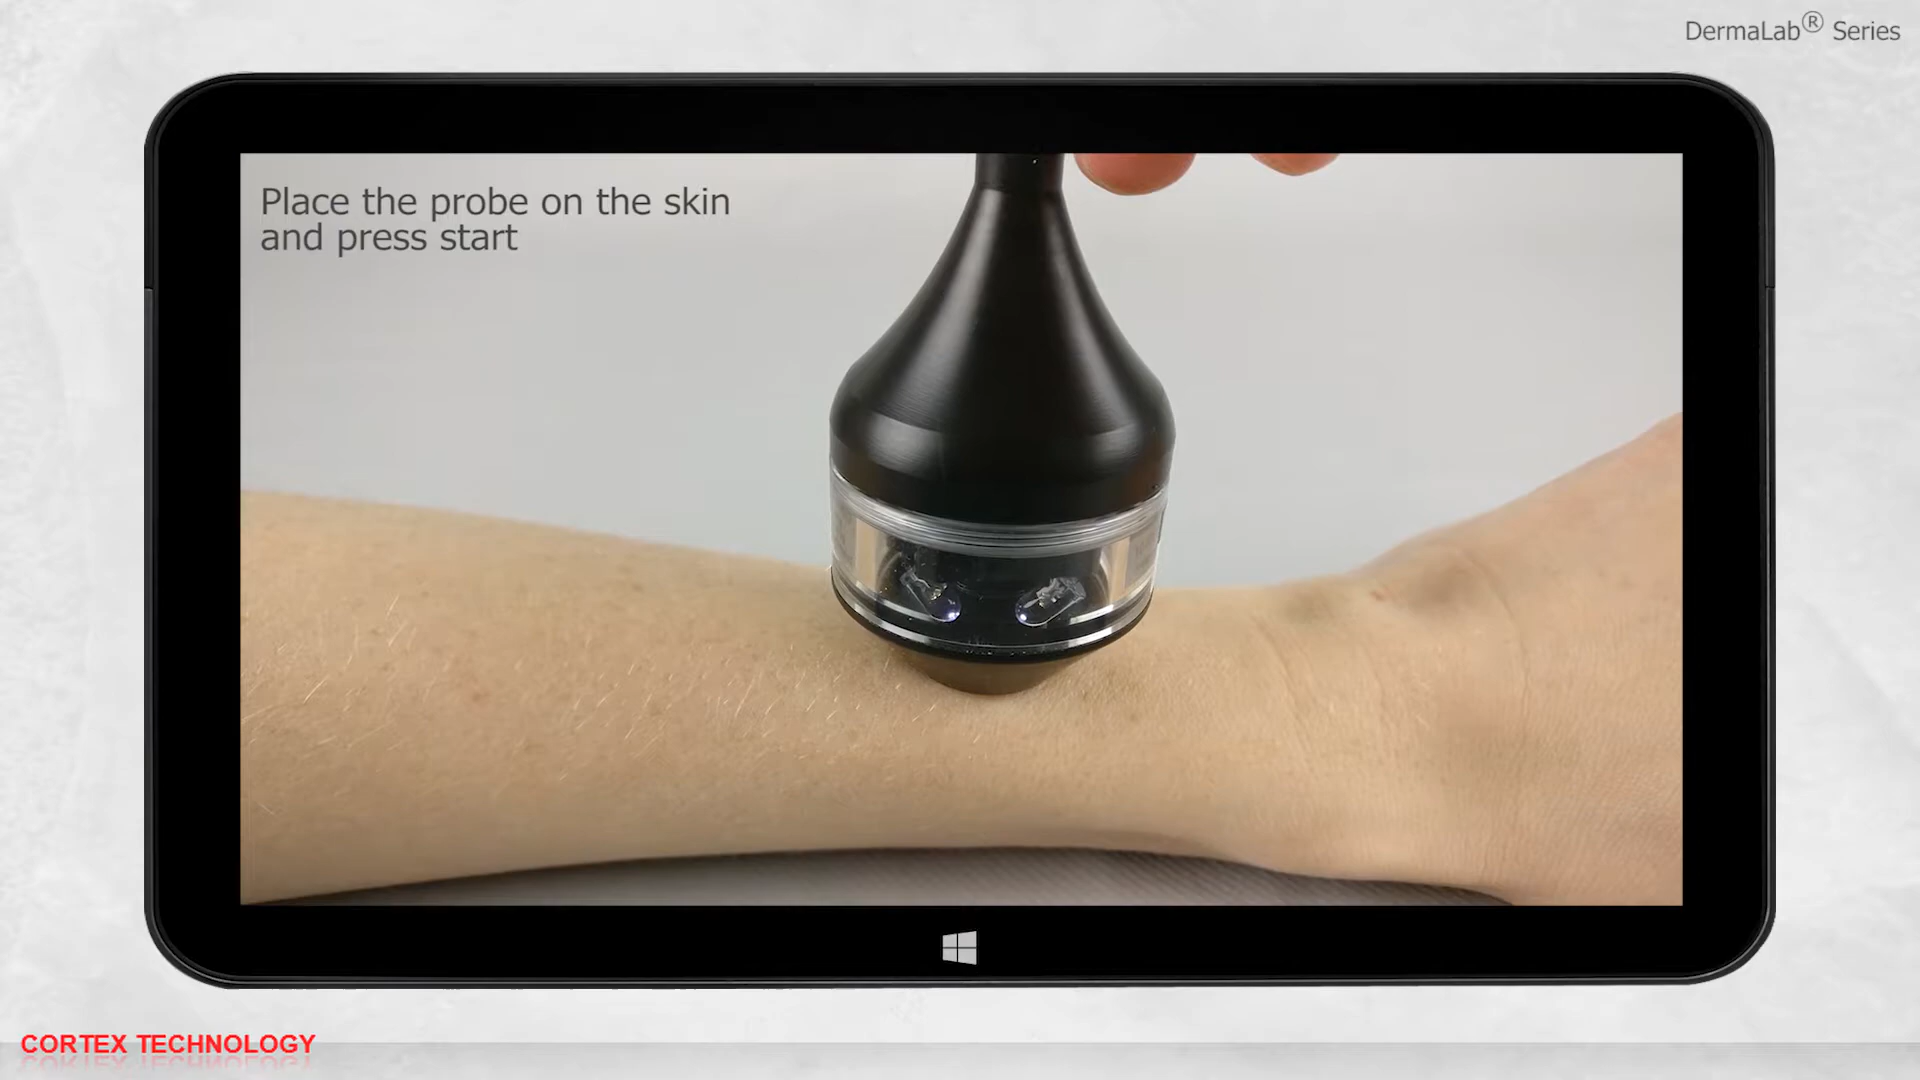 DermaLab® Series
Place the probe on the skin
and press start
CORTEX TECHNOLOGY